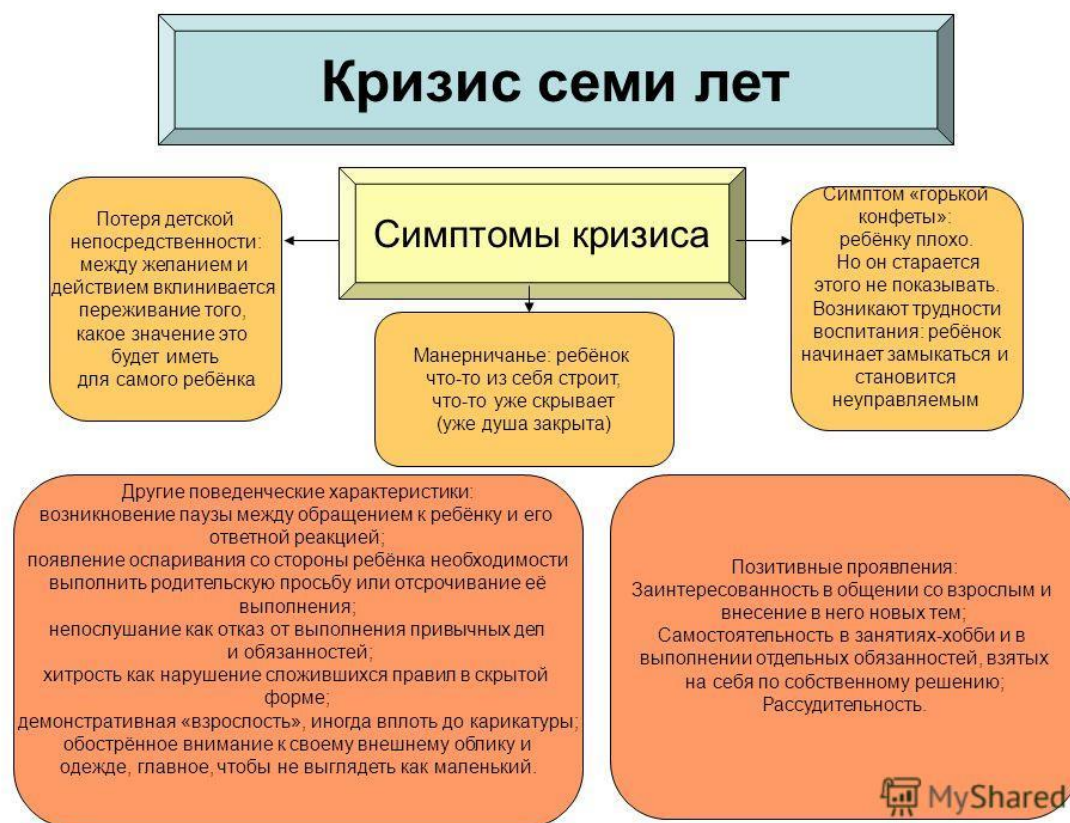 Кризис семи лет
Симптомы кризиса
Потеря детской
непосредственности:
между желанием и
действием вклинивается
переживание того,
какое значение это
будет иметь
для самого ребёнка
Манерничанье: ребёнок
что-то из себя строит,
что-то уже скрывает
(уже душа закрыта)
Симптом «горькой
конфеты»:
ребёнку плохо.
Но он старается
этого не показывать.
Возникают трудности
воспитания: ребёнок
начинает замыкаться и
становится
неуправляемым
Другие поведенческие характеристики:
возникновение паузы между обращением к ребёнку и его
ответной реакцией;
появление оспаривания со стороны ребёнка необходимости
выполнить родительскую просьбу или отсрочивание её
выполнения;
непослушание как отказ от выполнения привычных дел
и обязанностей;
хитрость как нарушение сложившихся правил в скрытой
форме;
демонстративная «взрослость», иногда вплоть до карикатуры;
обострённое внимание к своему внешнему облику и
одежде, главное, чтобы не выглядеть как маленький.
Позитивные проявления:
Заинтересованность в общении со взрослым и
внесение в него новых тем;
Самостоятельность в занятиях-хобби и в
выполнении отдельных обязанностей, взятых
на себя по собственному решению;
Рассудительность.
MyShared